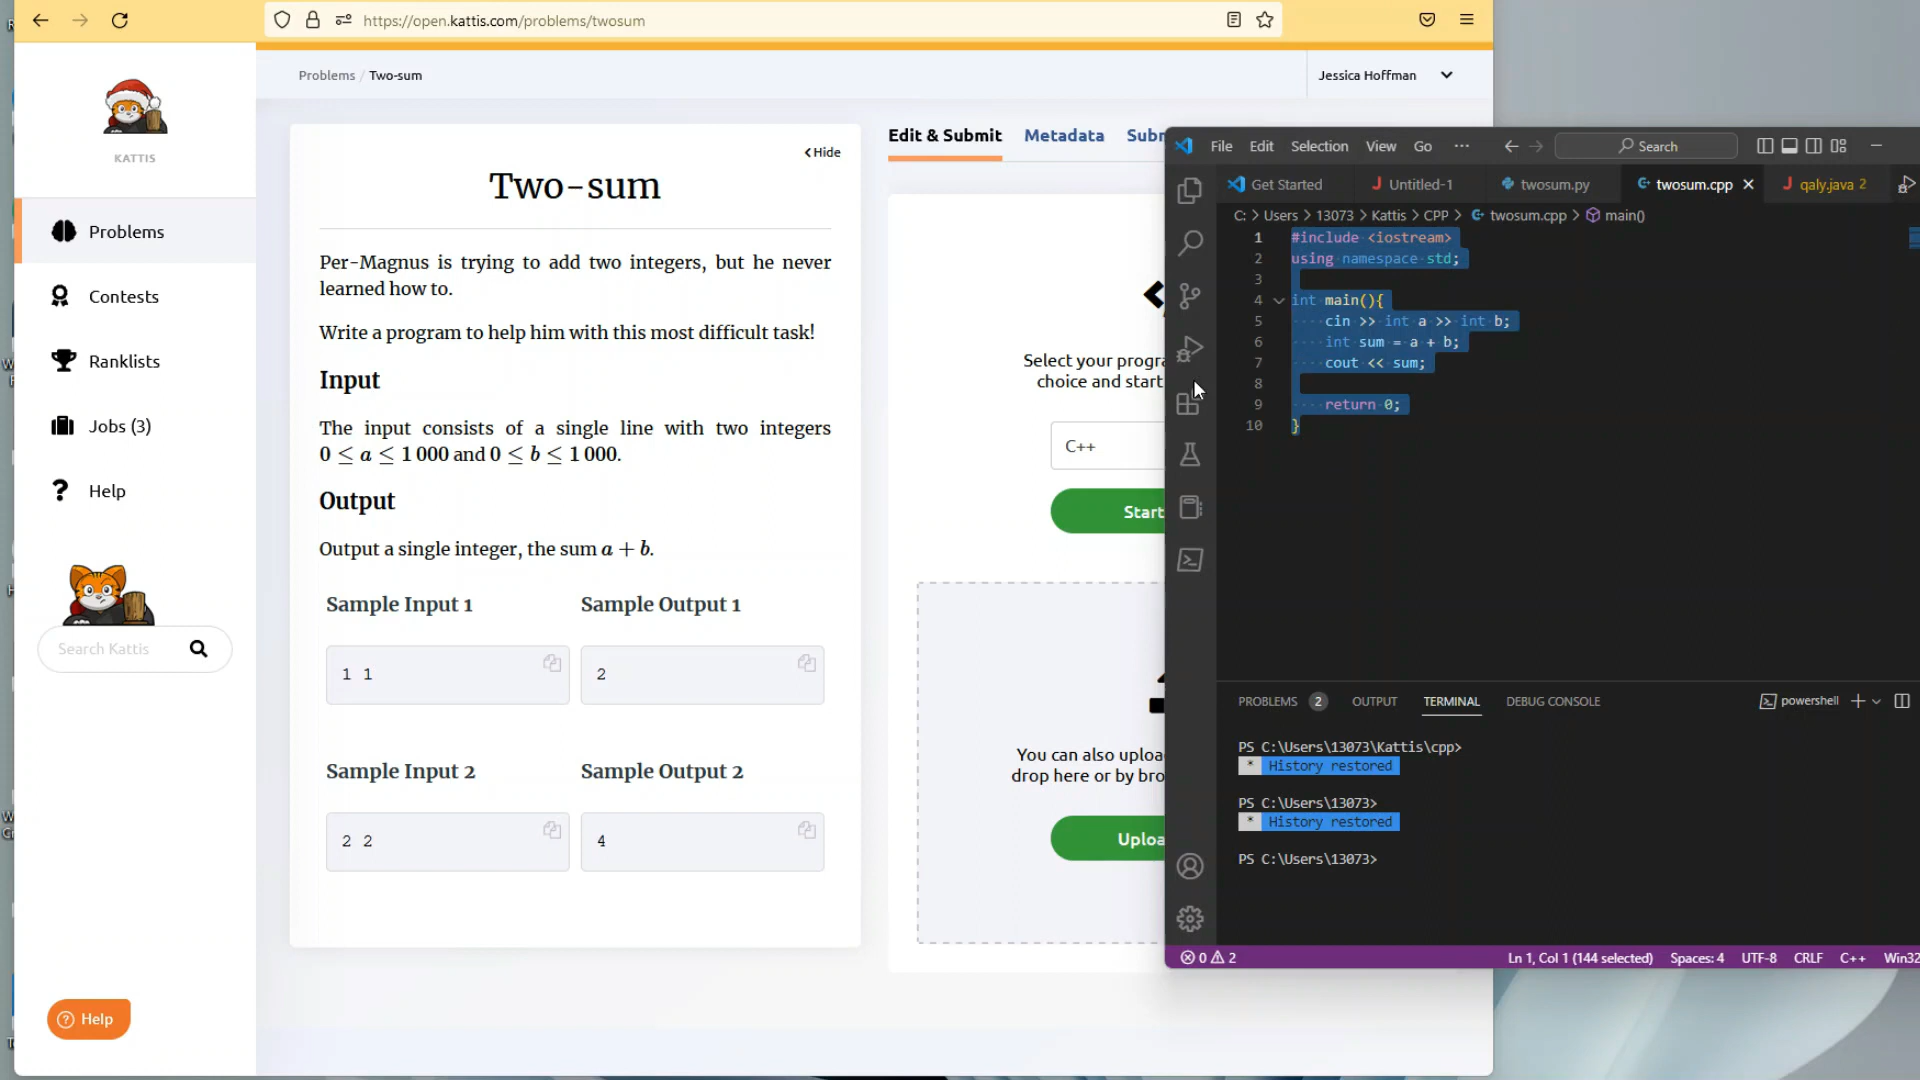 https://open.kattis.com/problems/twosum
Problems / Two-sum
Jessica Hoffman
KATTIS
Problems
Contests
Ranklists
Jobs (3)
Help
Search Kattis
Help
Hide
Two-sum
Per-Magnus is trying to add two integers, but he never
learned how to.
Write a program to help him with this most difficult task!
Input
The input consists of a single line with two integers
0 ≤ a ≤ 1 000 and 0 ≤ b ≤ 1 000.
Output
Output a single integer, the sum a + b.
Sample Input 1
Sample Output 1
1 1
2
Sample Input 2
Sample Output 2
2 2
4
Edit & Submit
Metadata
Subm
Select your progra
choice and start
C++
Start
You can also uploa
drop here or by bro
Uploa
File Edit Selection View Go ···
Search
Get Started
Untitled-1
twosum.py
twosum.cpp
qaly.java 2
C: > Users > 13073 > Kattis > CPP > twosum.cpp > main()
1 #include <iostream>
2 using namespace std;
3
4 int main(){
5 cin >> int a >> int b;
6 int sum = a + b;
7 cout << sum;
8
9 return 0;
10 }
PROBLEMS 2 OUTPUT TERMINAL DEBUG CONSOLE
powershell
PS C:\Users\13073\Kattis\cpp>
* History restored
PS C:\Users\13073>
* History restored
PS C:\Users\13073>
0 2
Ln 1, Col 1 (144 selected) Spaces: 4 UTF-8 CRLF C++ Win32